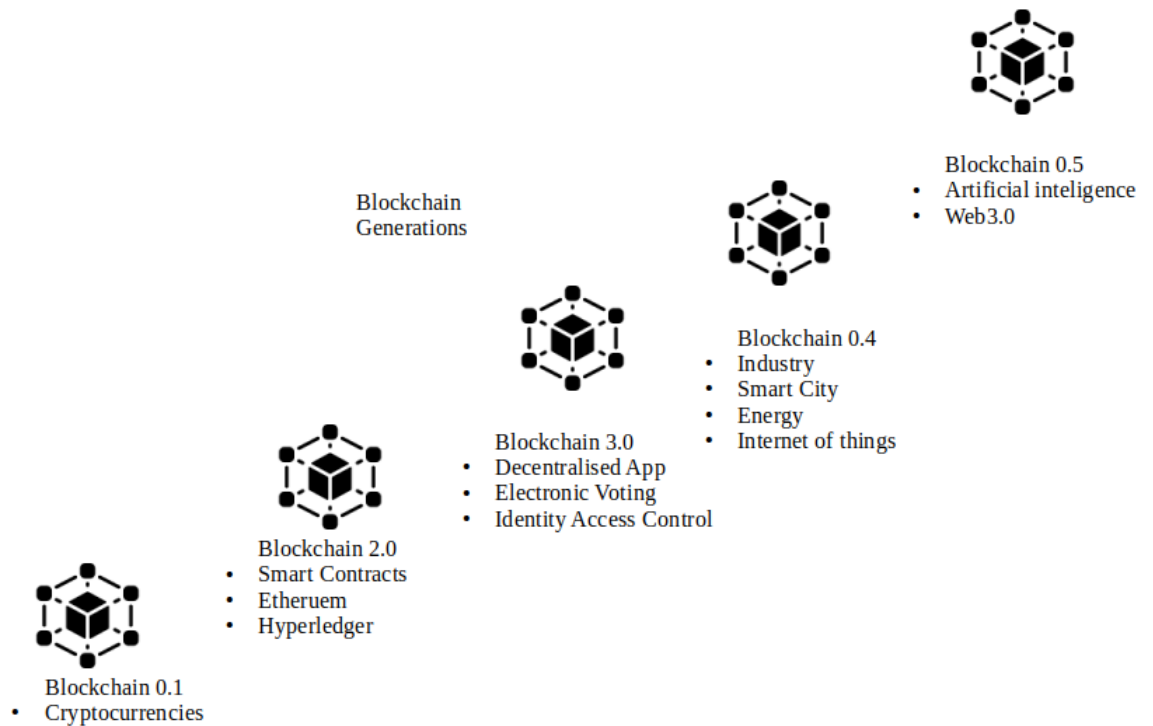 Blockchain
Generations
Blockchain 0.5
• Artificial inteligence
• Web3.0
Blockchain 0.4
• Industry
• Smart City
• Energy
• Internet of things
Blockchain 3.0
• Decentralised App
• Electronic Voting
• Identity Access Control
Blockchain 2.0
• Smart Contracts
• Etheruem
• Hyperledger
Blockchain 0.1
• Cryptocurrencies